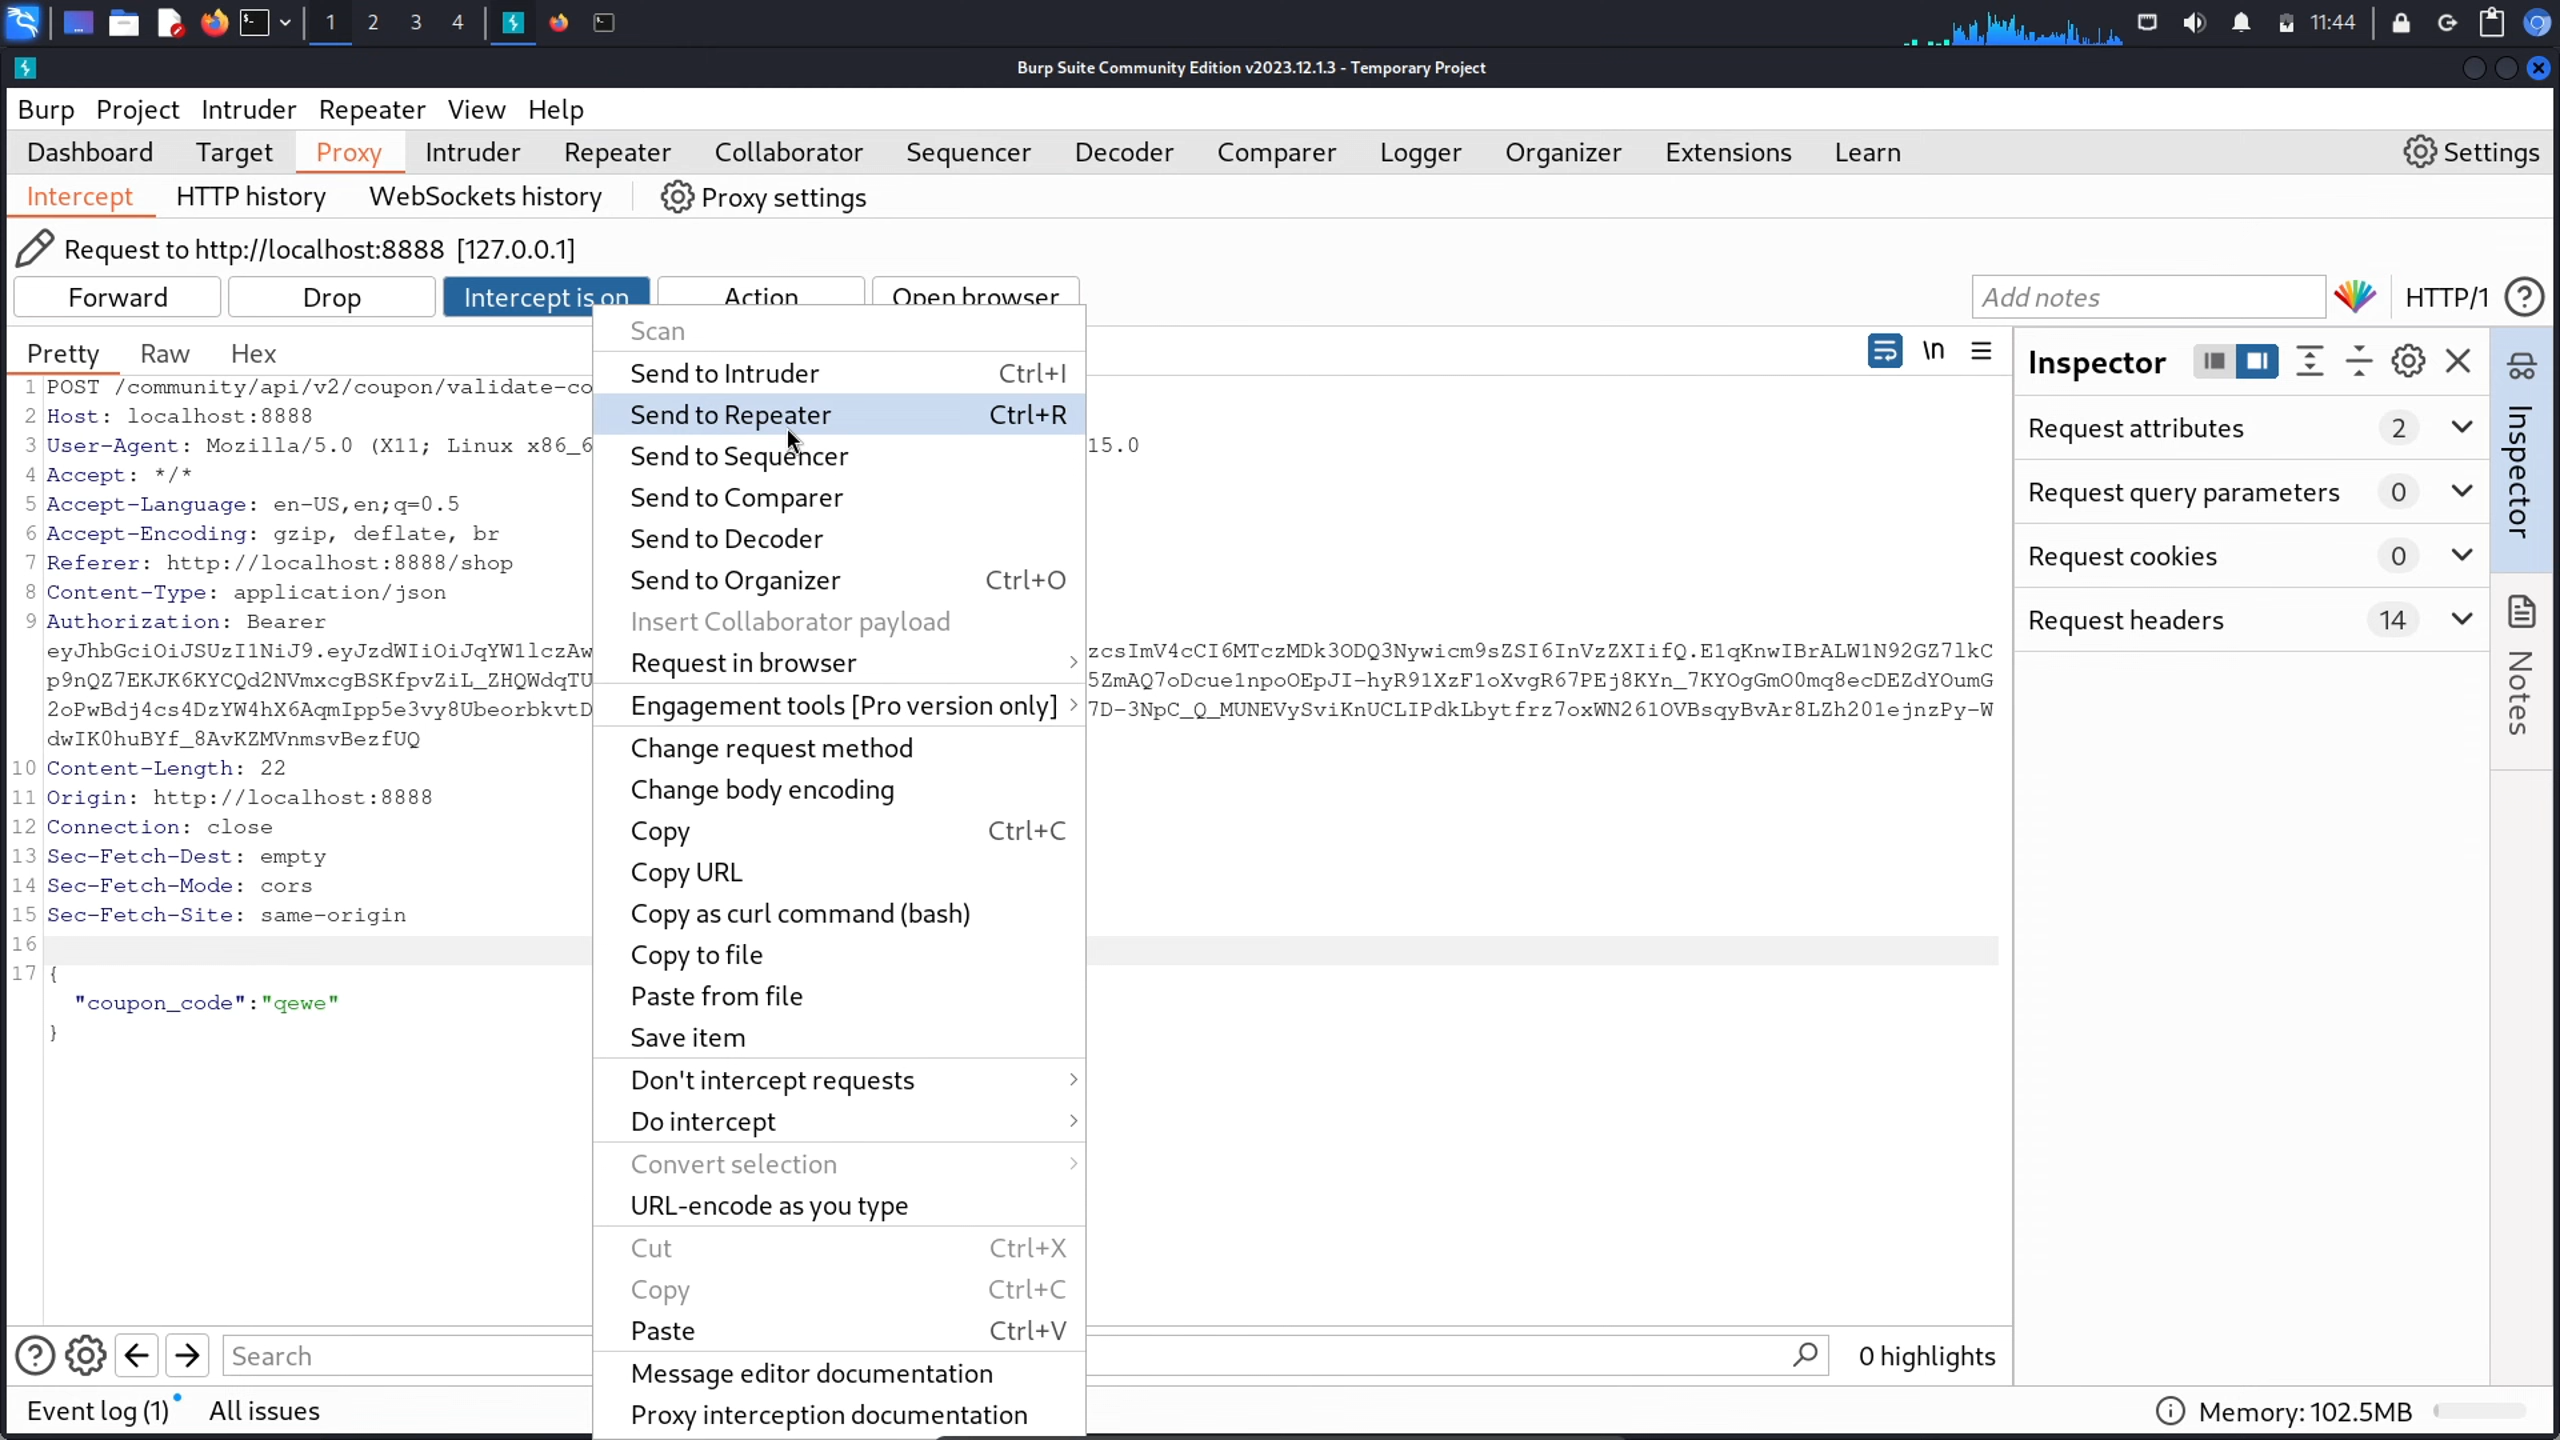 1 2 3 4 11:44
Burp Suite Community Edition v2023.12.1.3 - Temporary Project
Burp Project Intruder Repeater View Help
Dashboard Target Proxy Intruder Repeater Collaborator Sequencer Decoder Comparer Logger Organizer Extensions Learn Settings
Intercept HTTP history WebSockets history Proxy settings
Request to http://localhost:8888 [127.0.0.1]
Forward Drop Intercept is on Action Open browser Add notes HTTP/1
Pretty Raw Hex \n
1 POST /community/api/v2/coupon/validate-co
2 Host: localhost:8888
3 User-Agent: Mozilla/5.0 (X11; Linux x86_6 15.0
4 Accept: */*
5 Accept-Language: en-US,en;q=0.5
6 Accept-Encoding: gzip, deflate, br
7 Referer: http://localhost:8888/shop
8 Content-Type: application/json
9 Authorization: Bearer
eyJhbGciOiJSUzI1NiJ9.eyJzdWIiOiJqYW1lczAw zcsImV4cCI6MTczMDk3ODQ3Nywicm9sZSI6InVzZXIifQ.E1qKnwIBrALW1N92GZ7lkC
p9nQZ7EKJK6KYCQd2NVmxcgBSKfpvZiL_ZHQWdqTU 5ZmAQ7oDcue1npoOEpJI-hyR91XzF1oXvgR67PEj8KYn_7KYOgGmO0mq8ecDEZdYOumG
2oPwBdj4cs4DzYW4hX6AqmIpp5e3vy8UbeorbkvtD 7D-3NpC_Q_MUNEVySviKnUCLIPdkLbytfrz7oxWN261OVBsqyBvAr8LZh201ejnzPy-W
dwIK0huBYf_8AvKZMVnmsvBezfUQ
10 Content-Length: 22
11 Origin: http://localhost:8888
12 Connection: close
13 Sec-Fetch-Dest: empty
14 Sec-Fetch-Mode: cors
15 Sec-Fetch-Site: same-origin
16
17 {
"coupon_code":"qewe"
}
Scan
Send to Intruder Ctrl+I
Send to Repeater Ctrl+R
Send to Sequencer
Send to Comparer
Send to Decoder
Send to Organizer Ctrl+O
Insert Collaborator payload
Request in browser
Engagement tools [Pro version only]
Change request method
Change body encoding
Copy Ctrl+C
Copy URL
Copy as curl command (bash)
Copy to file
Paste from file
Save item
Don't intercept requests
Do intercept
Convert selection
URL-encode as you type
Cut Ctrl+X
Copy Ctrl+C
Paste Ctrl+V
Message editor documentation
Proxy interception documentation
Inspector
Request attributes 2
Request query parameters 0
Request cookies 0
Request headers 14
Inspector
Notes
Search 0 highlights
Event log (1) All issues Memory: 102.5MB